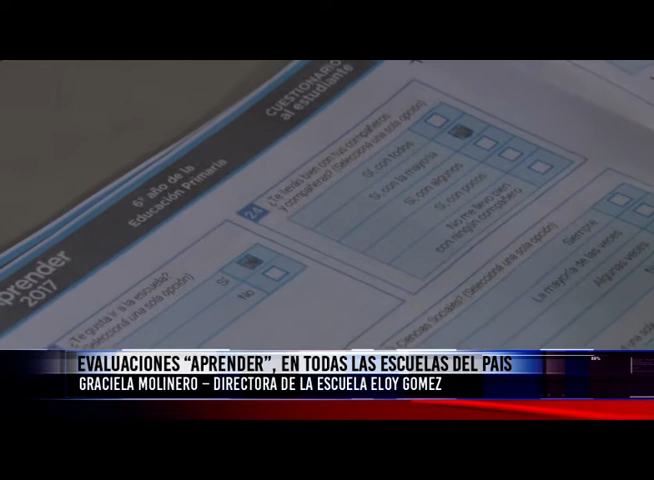 CUESTIONARIO
al estudiante
6° año de la
Educación Primaria
prender
2017
24 ¿Te llevás bien con tus compañeros
y compañeras? (Seleccioná una sola opción)
Sí, con todos
Sí, con la mayoría
Sí, con algunos
Sí, con pocos
No me llevo bien
con ningún compañero
¿Te gusta ir a la escuela?
(Seleccioná una sola opción)
Sí
No
Ciencias Sociales? (Seleccioná una sola opción)
Siempre
La mayoría de las veces
Algunas veces
EVALUACIONES “APRENDER”, EN TODAS LAS ESCUELAS DEL PAIS
GRACIELA MOLINERO – DIRECTORA DE LA ESCUELA ELOY GOMEZ